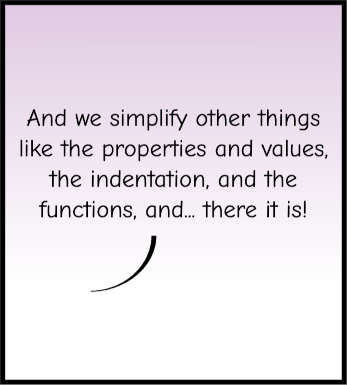 And we simplify other things
like the properties and values,
the indentation, and the
functions, and... there it is!